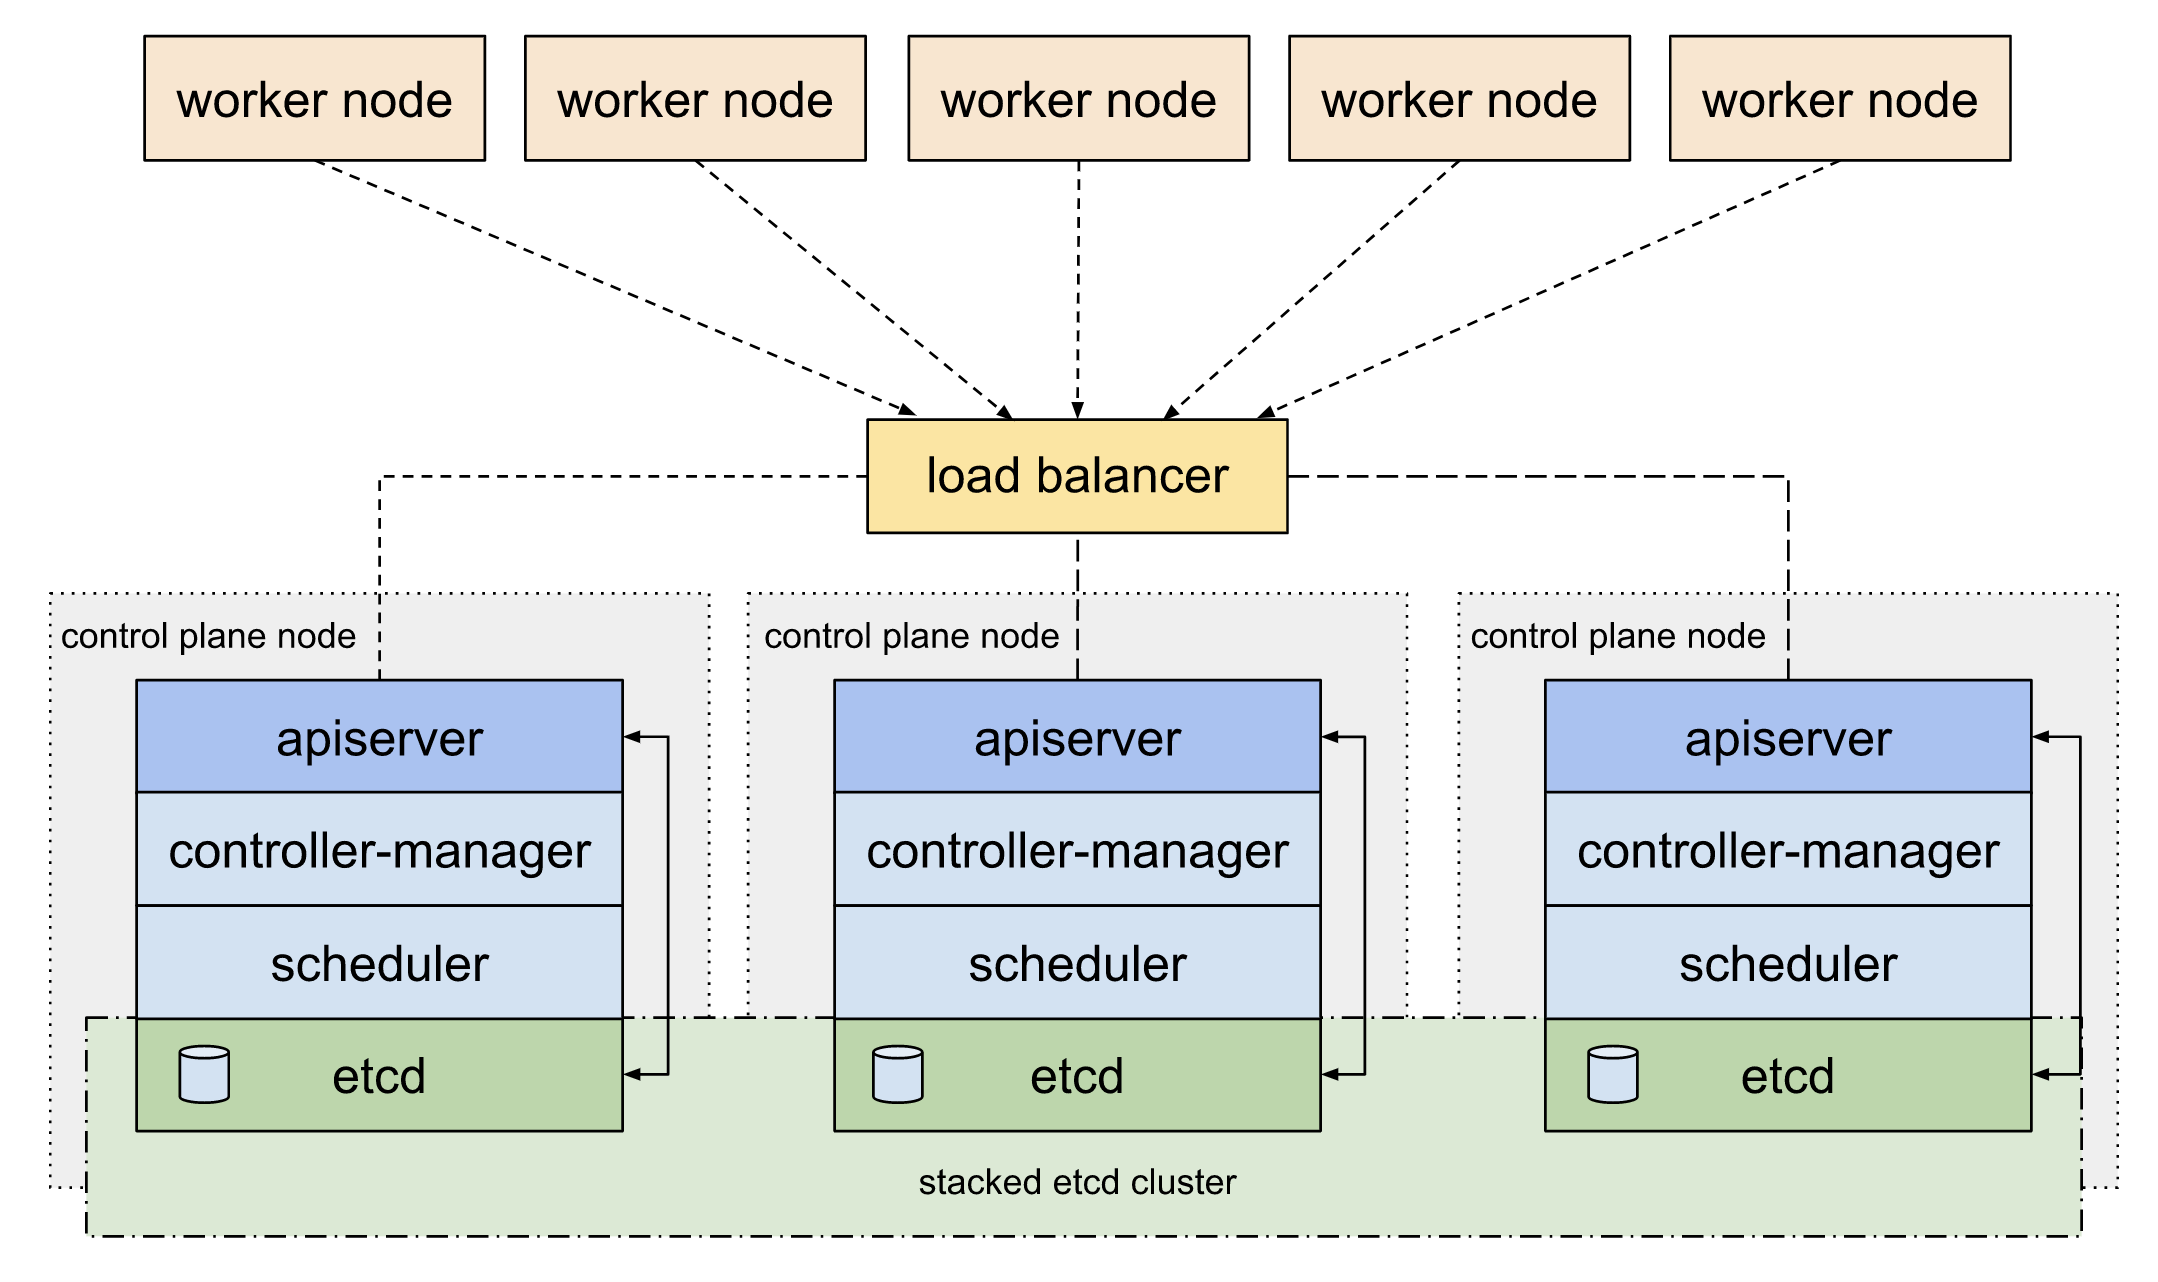 worker node
worker node
worker node
worker node
worker node
load balancer
control plane node
control plane node
control plane node
apiserver
apiserver
apiserver
controller-manager
controller-manager
controller-manager
scheduler
scheduler
scheduler
etcd
etcd
etcd
stacked etcd cluster